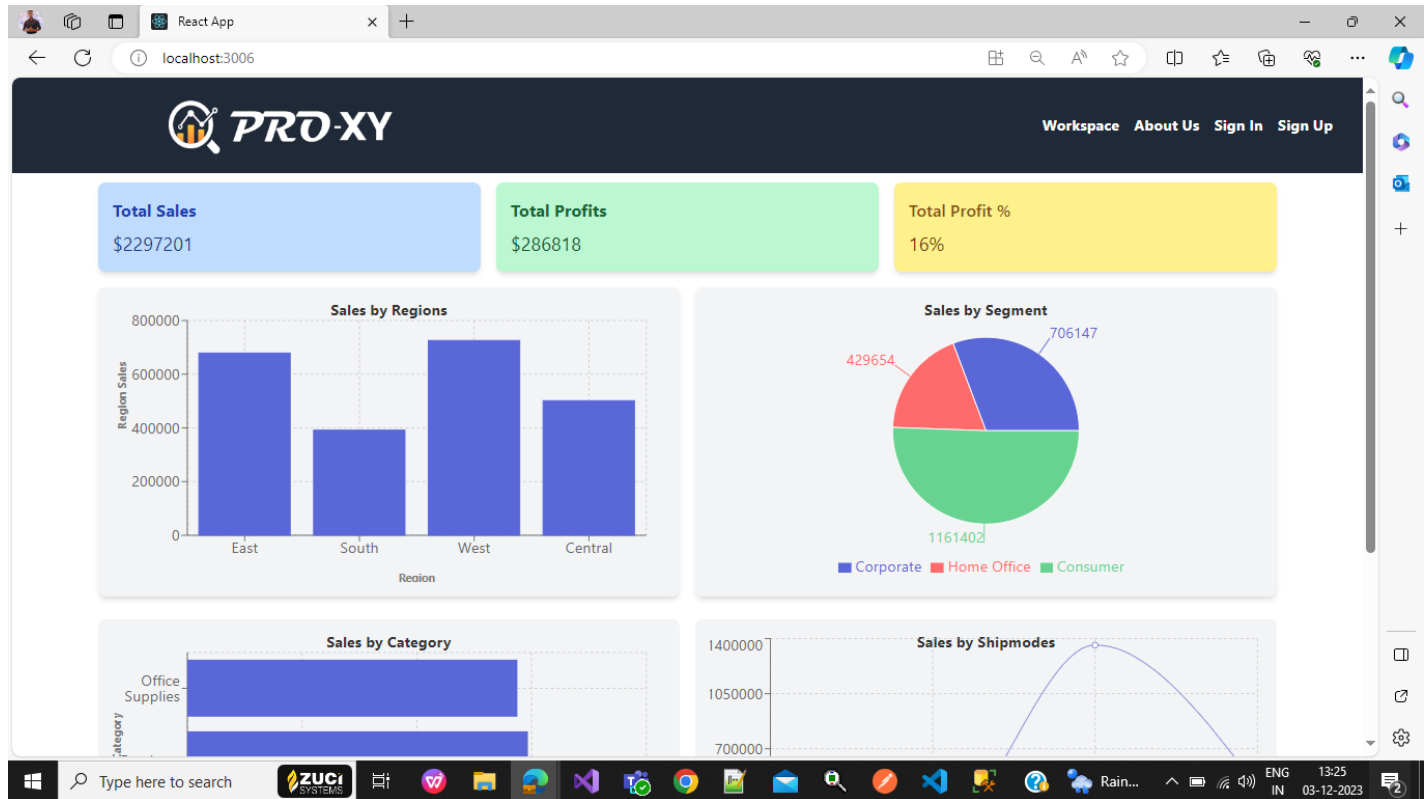 React App
localhost:3006
PRO-XY
Workspace About Us Sign In Sign Up
Total Sales
$2297201
Total Profits
$286818
Total Profit %
16%
Sales by Regions
800000
600000
400000
200000
0
Region Sales
East South West Central
Region
Sales by Segment
706147
429654
1161402
Corporate Home Office Consumer
Sales by Category
Office
Supplies
Category
Sales by Shipmodes
1400000
1050000
700000
Type here to search
ZUCi
SYSTEMS
Rain...
ENG
IN
13:25
03-12-2023
2